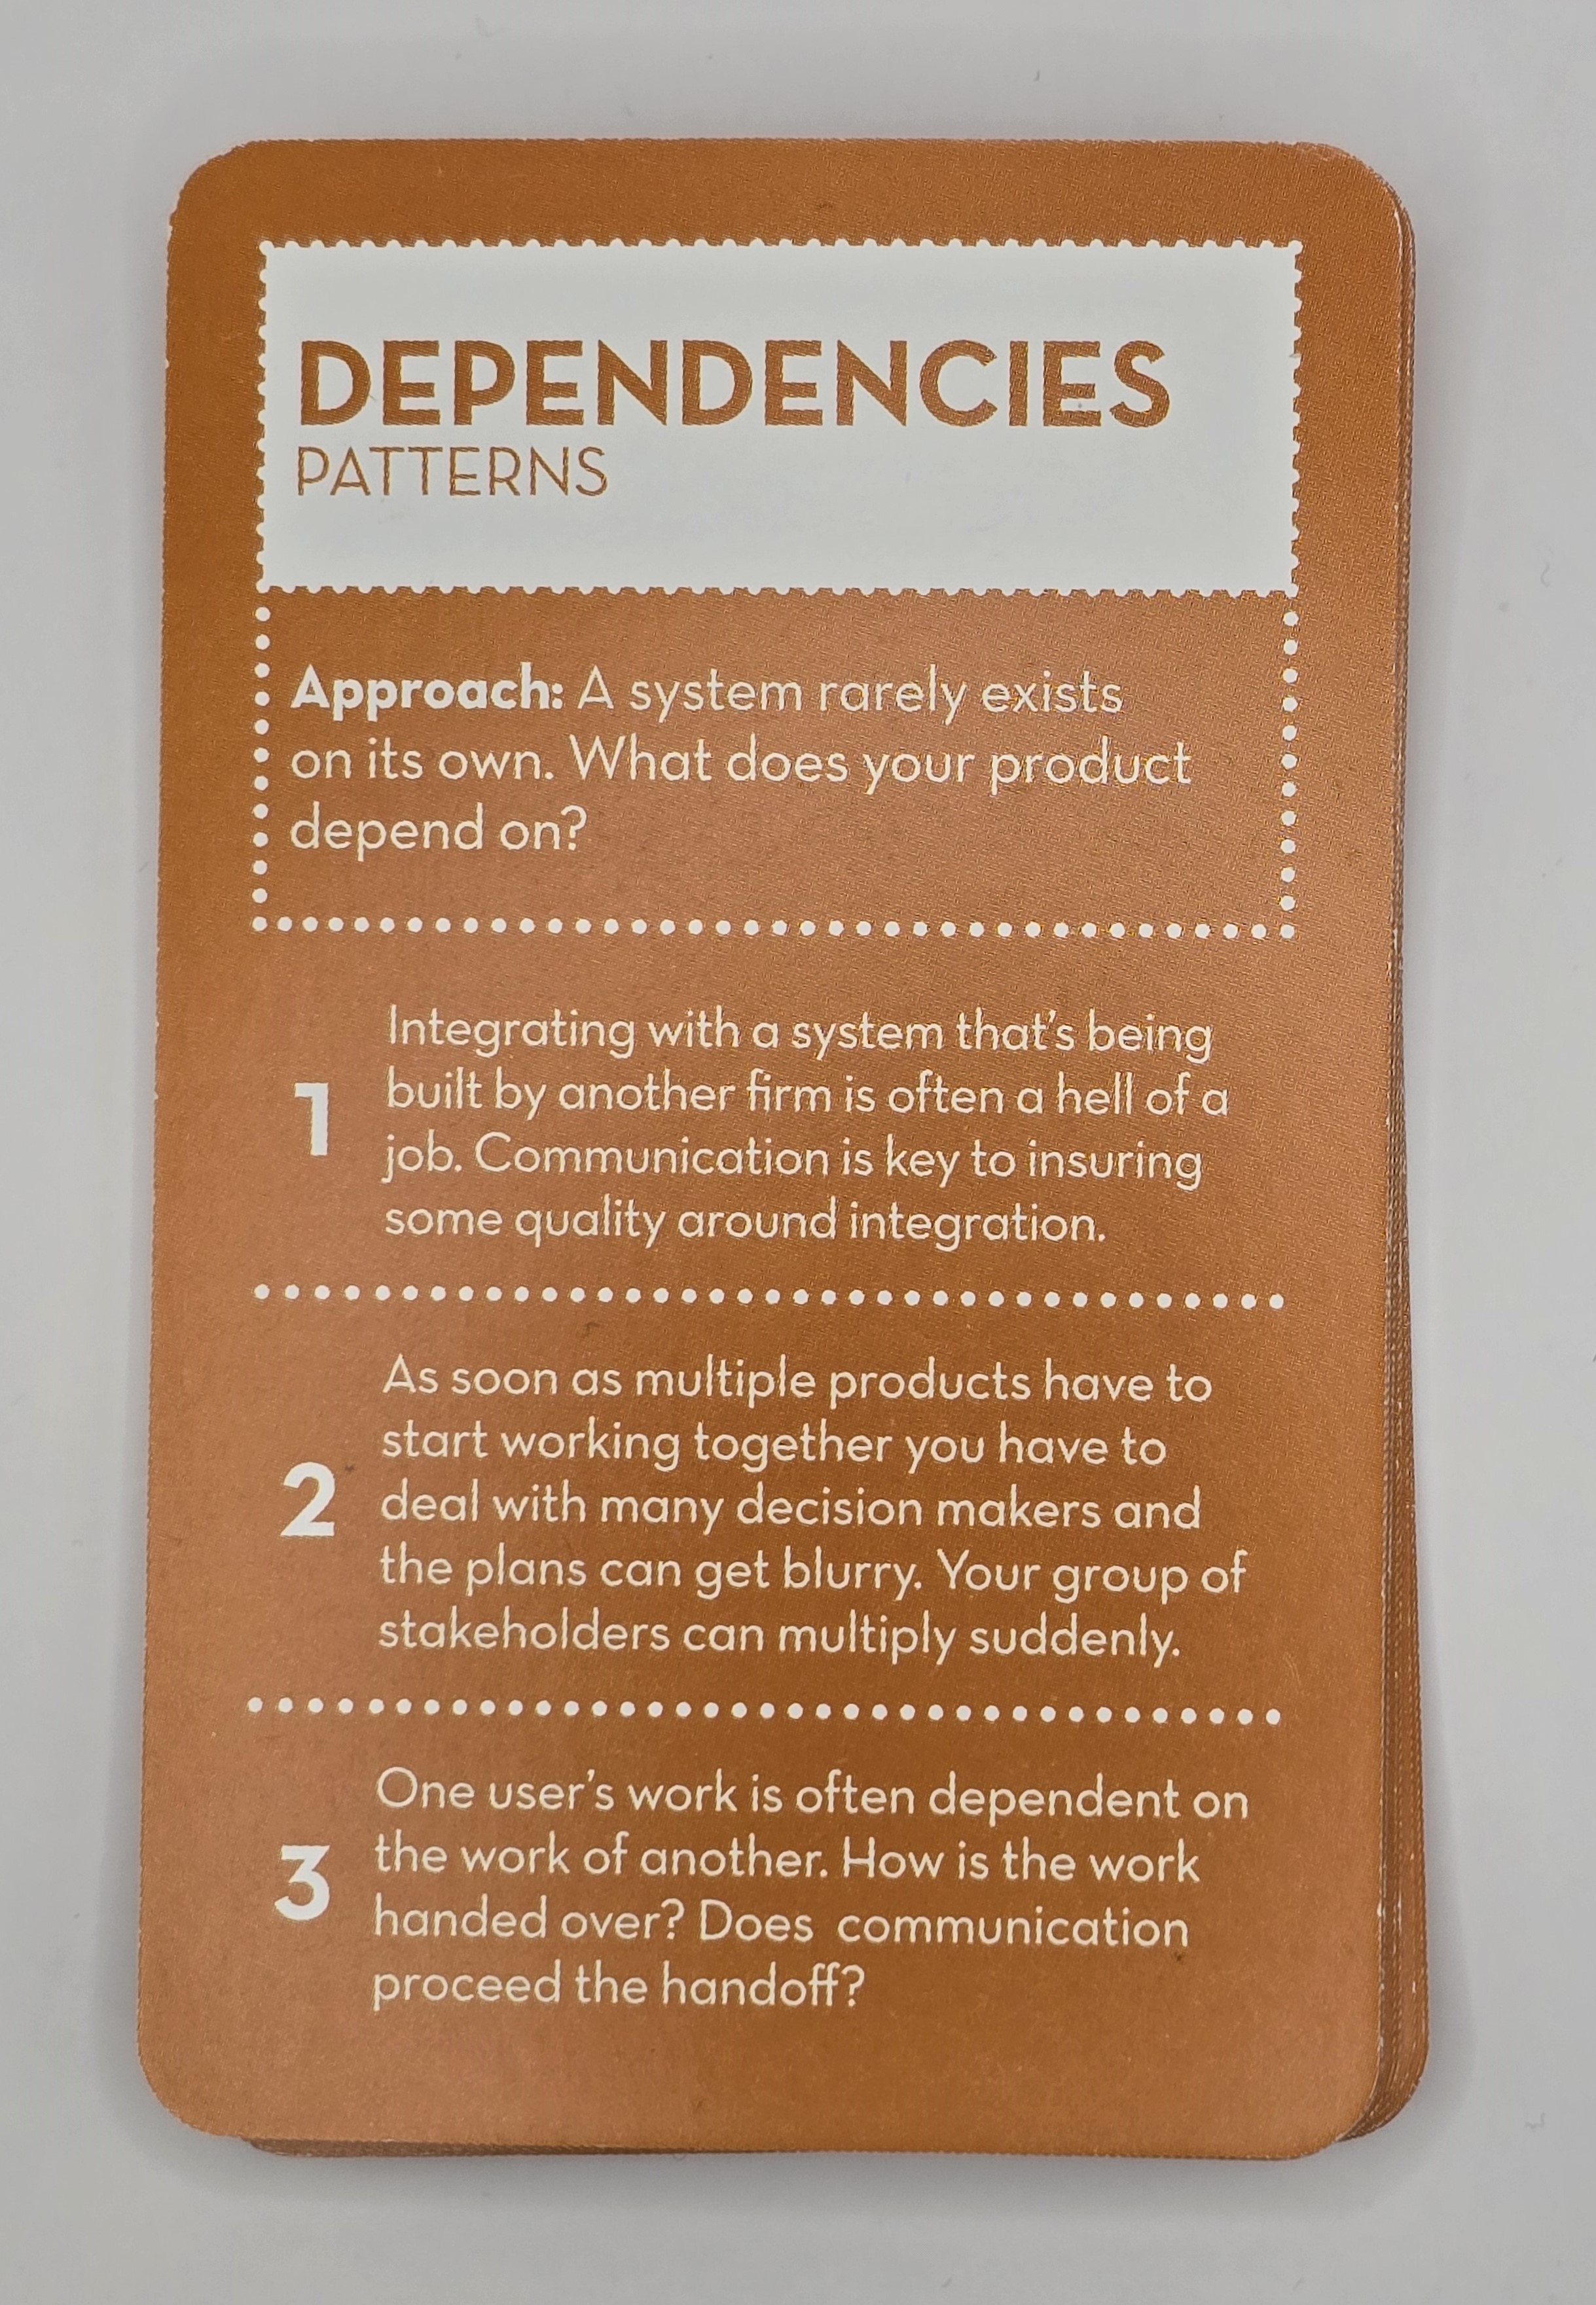 DEPENDENCIES
PATTERNS
Approach: A system rarely exists
on its own. What does your product
depend on?
1
Integrating with a system that's being
built by another firm is often a hell of a
job. Communication is key to insuring
some quality around integration.
2
As soon as multiple products have to
start working together you have to
deal with many decision makers and
the plans can get blurry. Your group of
stakeholders can multiply suddenly.
3
One user's work is often dependent on
the work of another. How is the work
handed over? Does  communication
proceed the handoff?